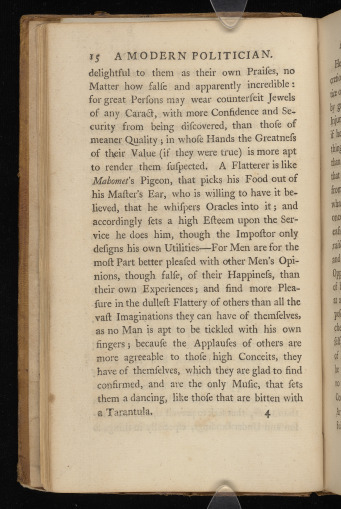 15 A MODERN POLITICIAN.
delightful to them as their own Praises, no
Matter how false and apparently incredible:
for great Persons may wear counterfeit Jewels
of any Caract, with more Confidence and Se-
curity from being discovered, than those of
meaner Quality; in whose Hands the Greatness
of their Value (if they were true) is more apt
to render them suspected. A Flatterer is like
Mahomet's Pigeon, that picks his Food out of
his Master's Ear, who is willing to have it be-
lieved, that he whispers Oracles into it; and
accordingly sets a high Esteem upon the Ser-
vice he does him, though the Impostor only
designs his own Utilities—For Men are for the
most Part better pleased with other Men's Opi-
nions, though false, of their Happiness, than
their own Experiences; and find more Plea-
sure in the dullest Flattery of others than all the
vast Imaginations they can have of themselves,
as no Man is apt to be tickled with his own
fingers; because the Applauses of others are
more agreeable to those high Conceits, they
have of themselves, which they are glad to find
confirmed, and are the only Music, that sets
them a dancing, like those that are bitten with
a Tarantula. 4